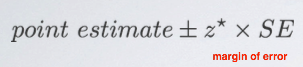 point estimate ± z* × SE
margin of error